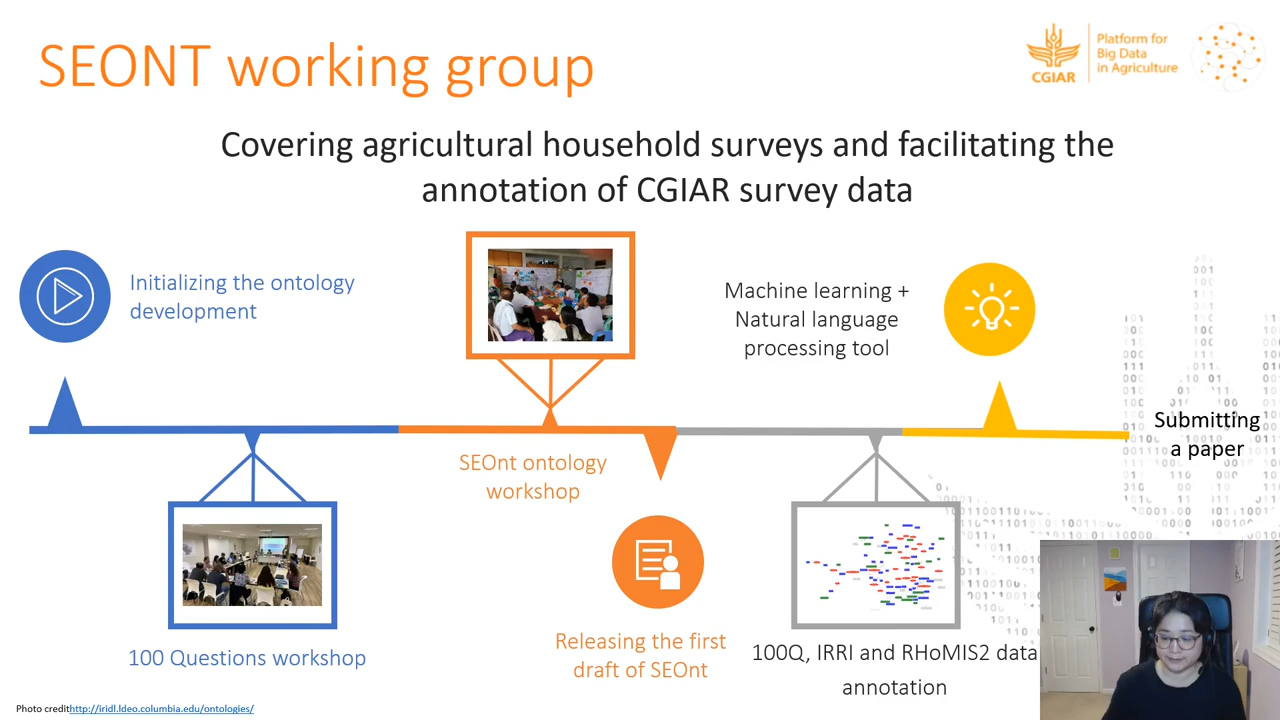 SEONT working group
CGIAR
Platform for
Big Data
in Agriculture
Covering agricultural household surveys and facilitating the
annotation of CGIAR survey data
Initializing the ontology
development
Machine learning +
Natural language
processing tool
Submitting
a paper
SEOnt ontology
workshop
100 Questions workshop
Releasing the first
draft of SEOnt
100Q, IRRI and RHoMIS2 data
annotation
Photo credithttp://iridl.ldeo.columbia.edu/ontologies/